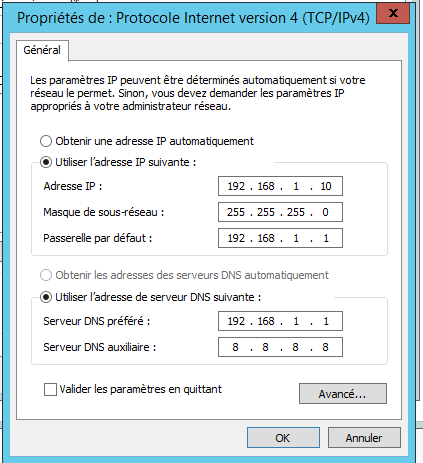 Propriétés de : Protocole Internet version 4 (TCP/IPv4)
X
Général
Les paramètres IP peuvent être déterminés automatiquement si votre
réseau le permet. Sinon, vous devez demander les paramètres IP
appropriés à votre administrateur réseau.
Obtenir une adresse IP automatiquement
Utiliser l'adresse IP suivante :
Adresse IP : 192 . 168 . 1 . 10
Masque de sous-réseau : 255 . 255 . 255 . 0
Passerelle par défaut : 192 . 168 . 1 . 1
Obtenir les adresses des serveurs DNS automatiquement
Utiliser l'adresse de serveur DNS suivante :
Serveur DNS préféré : 192 . 168 . 1 . 1
Serveur DNS auxiliaire : 8 . 8 . 8 . 8
Valider les paramètres en quittant
Avancé...
OK Annuler